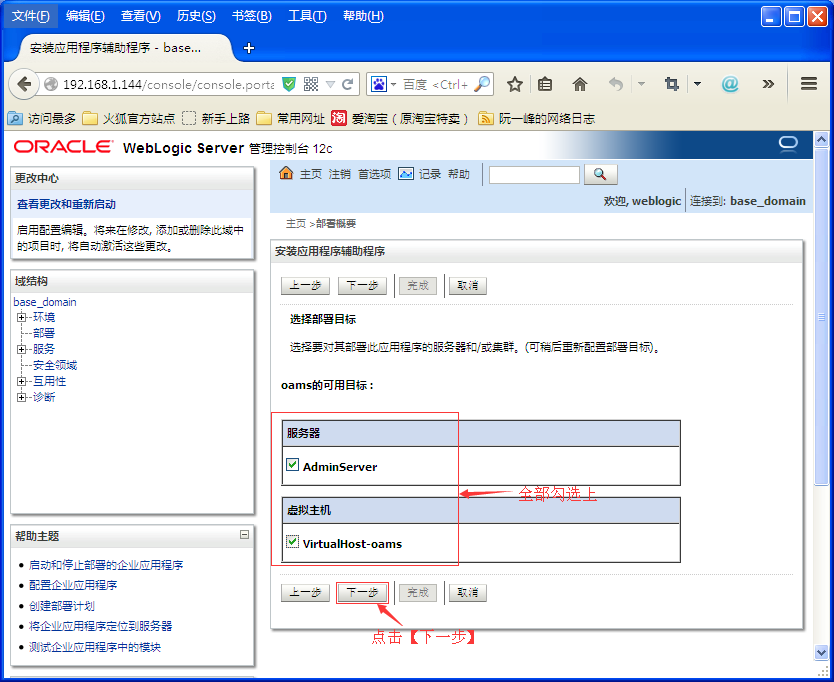 文件(F) 编辑(E) 查看(V) 历史(S) 书签(B) 工具(T) 帮助(H)
安装应用程序辅助程序 - base...
192.168.1.144/console/console.porta
百度 <Ctrl+
访问最多 火狐官方站点 新手上路 常用网址 淘 爱淘宝（原淘宝特卖） 阮一峰的网络日志
ORACLE WebLogic Server 管理控制台 12c
更改中心
查看更改和重新启动
启用配置编辑。将来在修改, 添加或删除此域中
的项目时, 将自动激活这些更改。
域结构
base_domain
环境
部署
服务
安全领域
互用性
诊断
帮助主题
启动和停止部署的企业应用程序
配置企业应用程序
创建部署计划
将企业应用程序定位到服务器
测试企业应用程序中的模块
主页 注销 首选项 记录 帮助
欢迎, weblogic 连接到: base_domain
主页 >部署概要
安装应用程序辅助程序
上一步 下一步 完成 取消
选择部署目标
选择要对其部署此应用程序的服务器和/或集群。(可稍后重新配置部署目标)。
oams的可用目标 :
服务器
AdminServer
全部勾选上
虚拟主机
VirtualHost-oams
上一步 下一步 完成 取消
点击【下一步】